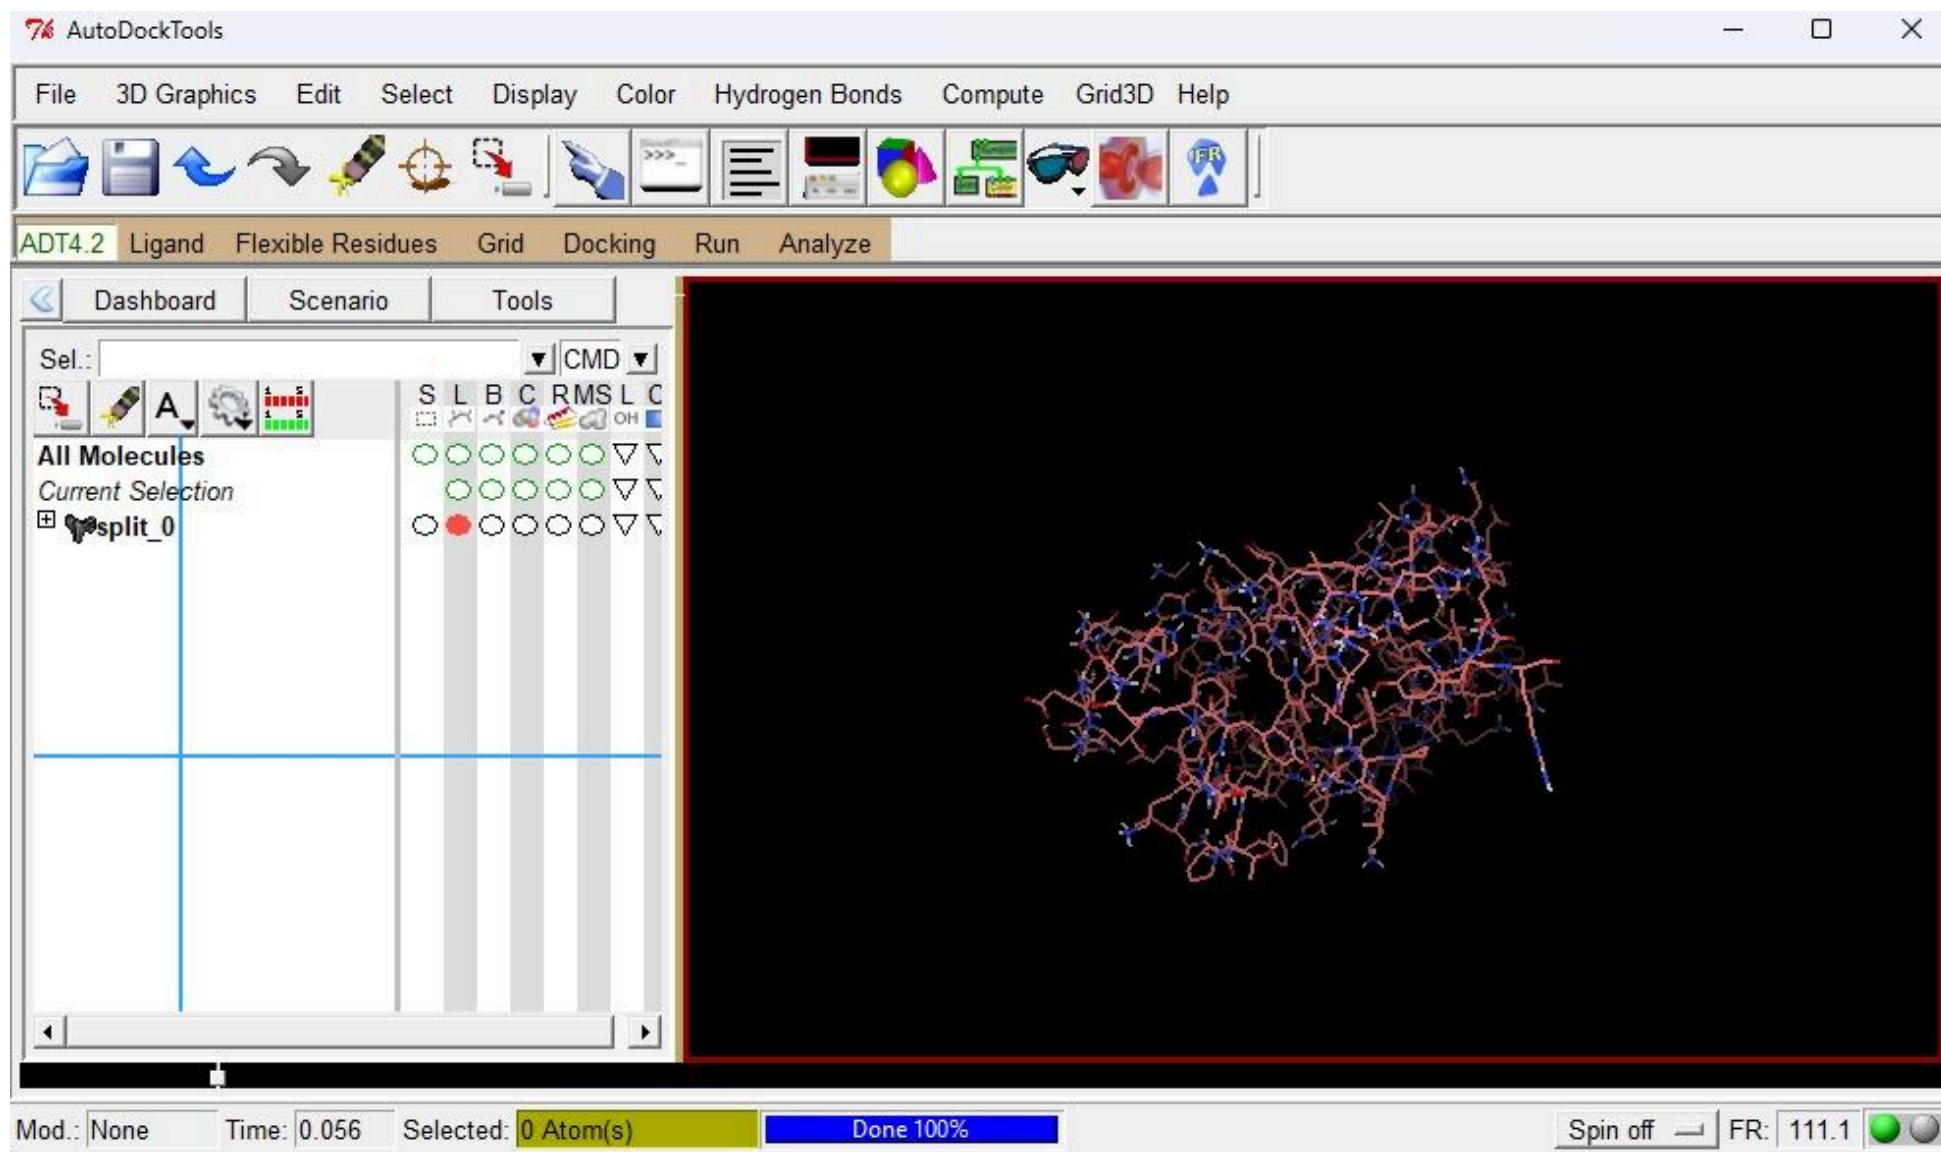 AutoDockTools
File 3D Graphics Edit Select Display Color Hydrogen Bonds Compute Grid3D Help
>>>_
FR
ADT4.2 Ligand Flexible Residues Grid Docking Run Analyze
Dashboard Scenario Tools
Sel.: CMD
A
S L B C R MS L C
OH
All Molecules
Current Selection
split_0
Mod.: None Time: 0.056 Selected: 0 Atom(s) Done 100% Spin off FR: 111.1